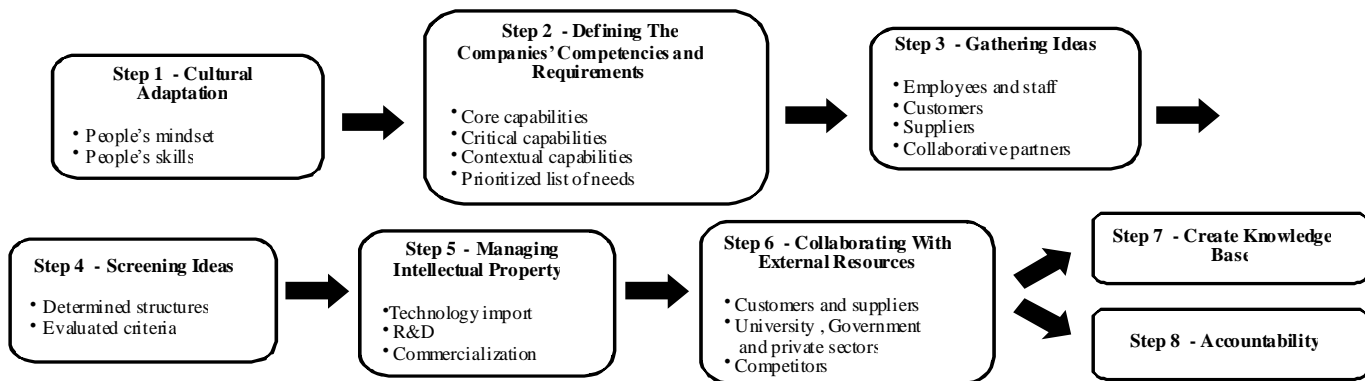 Step 1 - Cultural
Adaptation
• People's mindset
• People's skills
Step 2 - Defining The
Companies' Competencies and
Requirements
• Core capabilities
• Critical capabilities
• Contextual capabilities
• Prioritized list of needs
Step 3 - Gathering Ideas
• Employees and staff
• Customers
• Suppliers
• Collaborative partners
Step 4 - Screening Ideas
• Determined structures
• Evaluated criteria
Step 5 - Managing
Intellectual Property
• Technology import
• R&D
• Commercialization
Step 6 - Collaborating With
External Resources
• Customers and suppliers
• University , Government
and private sectors
• Competitors
Step 7 - Create Knowledge
Base
Step 8 - Accountability